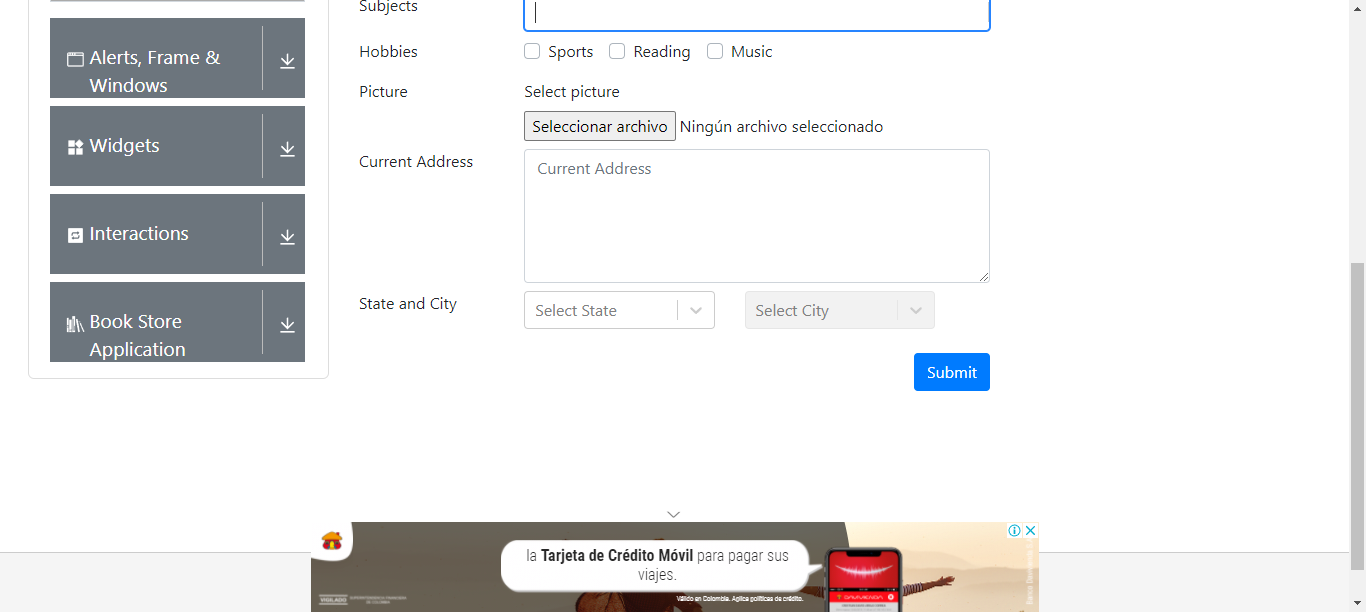 Subjects
Alerts, Frame & Windows
Hobbies
Sports
Reading
Music
Widgets
Picture
Select picture
Seleccionar archivo
Ningún archivo seleccionado
Current Address
Current Address
Interactions
State and City
Select State
Select City
Book Store Application
Submit
la Tarjeta de Crédito Móvil para pagar sus
viajes.
Válido en Colombia. Aplica políticas de crédito.
VIGILADO